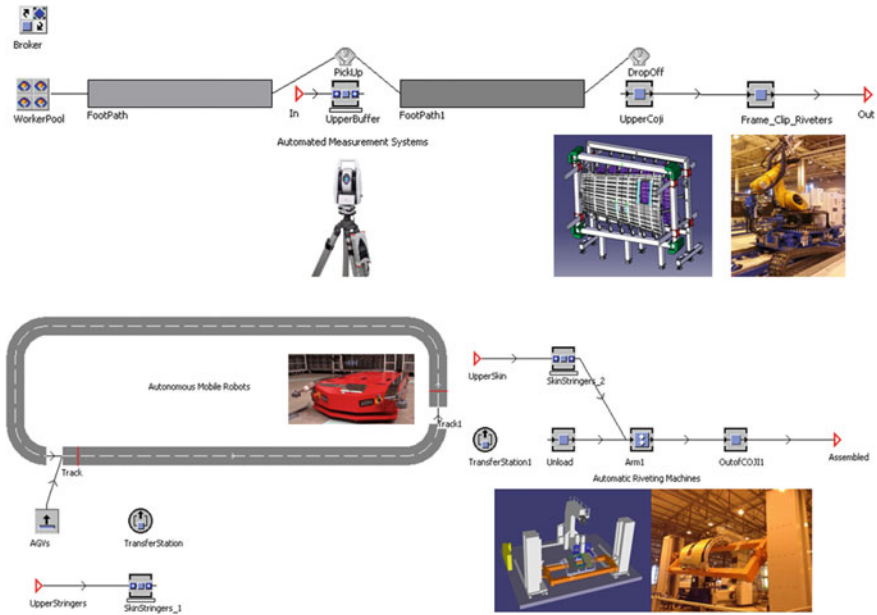 Broker
PickUp
DropOff
WorkerPool
FootPath
In
UpperBuffer
FootPath1
UpperCoji
Frame_Clip_Riveters
Out
Automated Measurement Systems
Autonomous Mobile Robots
UpperSkin
SkinStringers_2
Track1
Track
TransferStation1
Unload
Arm1
OutofCOJI1
Assembled
Automatic Riveting Machines
AGVs
TransferStation
UpperStringers
SkinStringers_1